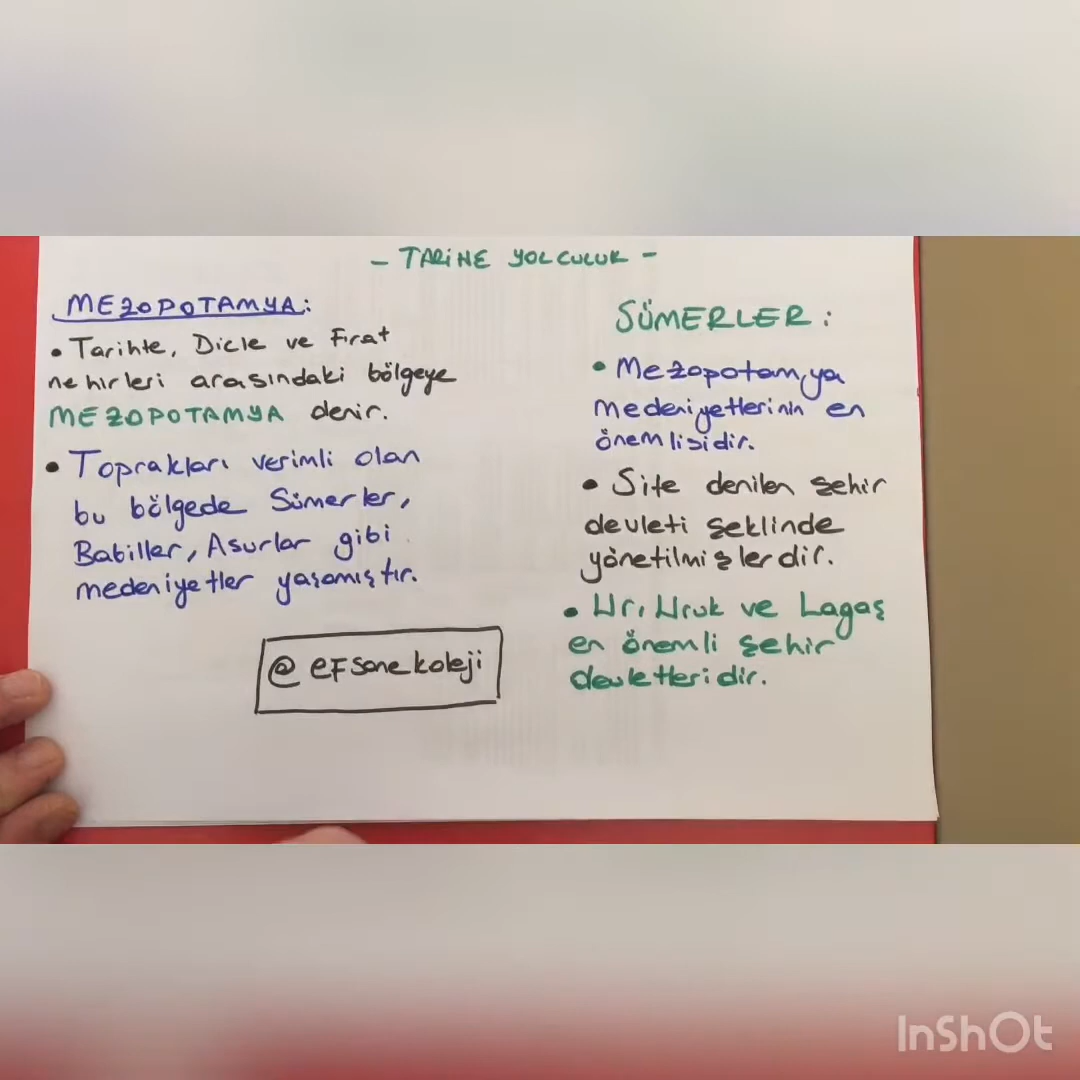 - TARİHE YOLCULUK -
MEZOPOTAMYA:
• Tarihte, Dicle ve Fırat
nehirleri arasındaki bölgeye
MEZOPOTAMYA denir.
• Toprakları verimli olan
bu bölgede Sümerler,
Babiller, Asurlar gibi
medeniyetler yaşamıştır.
@efsanekoleji
SÜMERLER:
• Mezopotamya
medeniyetlerinin en
önemlisidir.
• Site denilen şehir
devleti şeklinde
yönetilmişlerdir.
• Ur, Uruk ve Lagaş
en önemli şehir
devletleridir.
InShOt